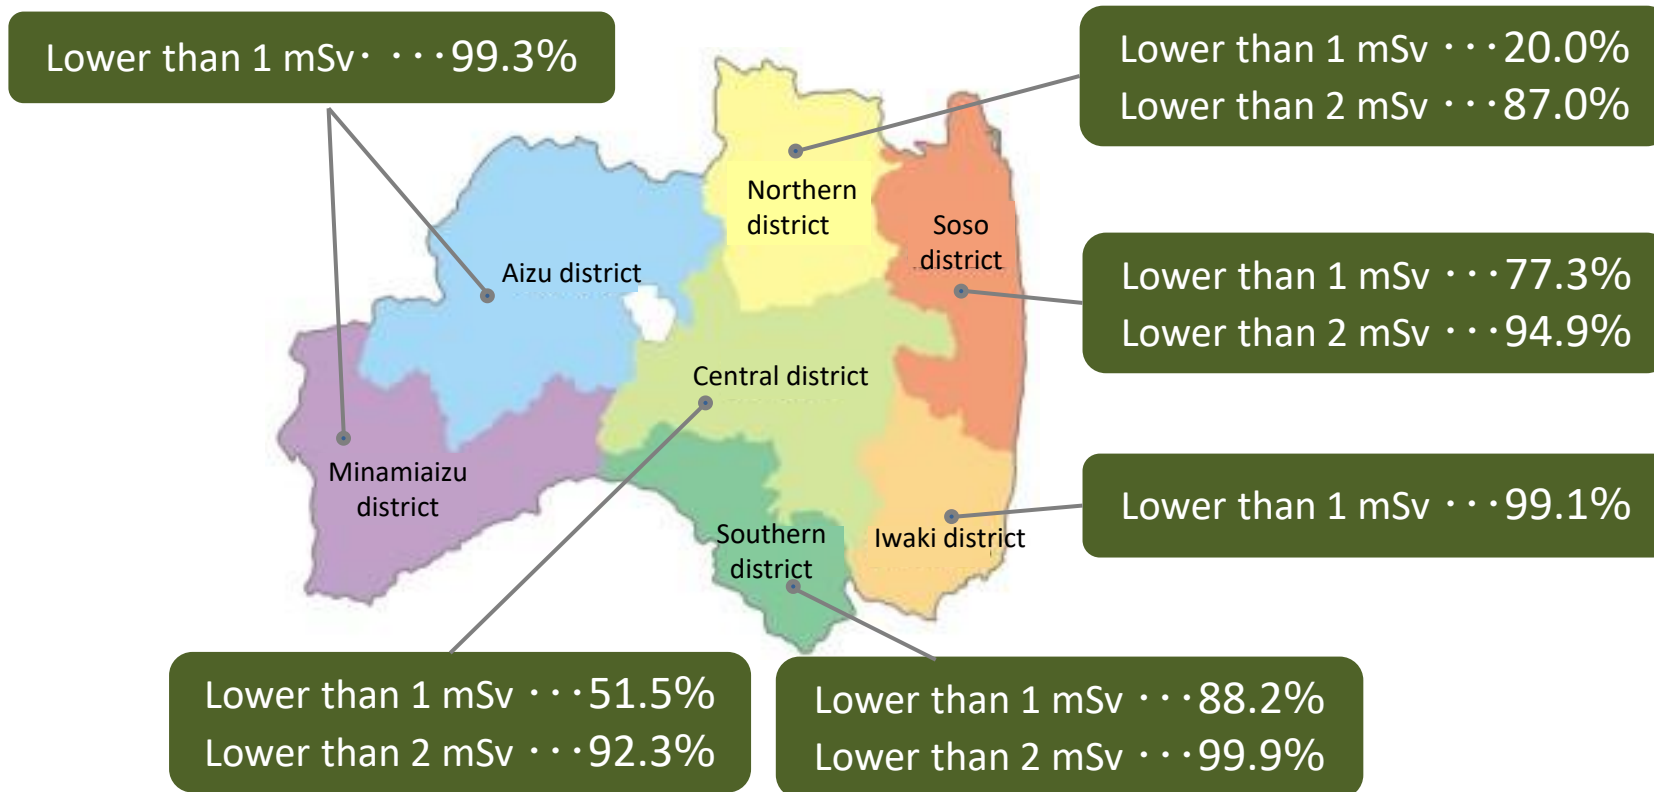 Lower than 1 mSv・ ・・・99.3%
Lower than 1 mSv ・・・20.0%
Lower than 2 mSv ・・・87.0%
Northern
district
Soso
district
Aizu district
Lower than 1 mSv ・・・77.3%
Lower than 2 mSv ・・・94.9%
Central district
Minamiaizu
district
Southern
district
Iwaki district
Lower than 1 mSv ・・・99.1%
Lower than 1 mSv ・・・51.5%
Lower than 2 mSv ・・・92.3%
Lower than 1 mSv ・・・88.2%
Lower than 2 mSv ・・・99.9%